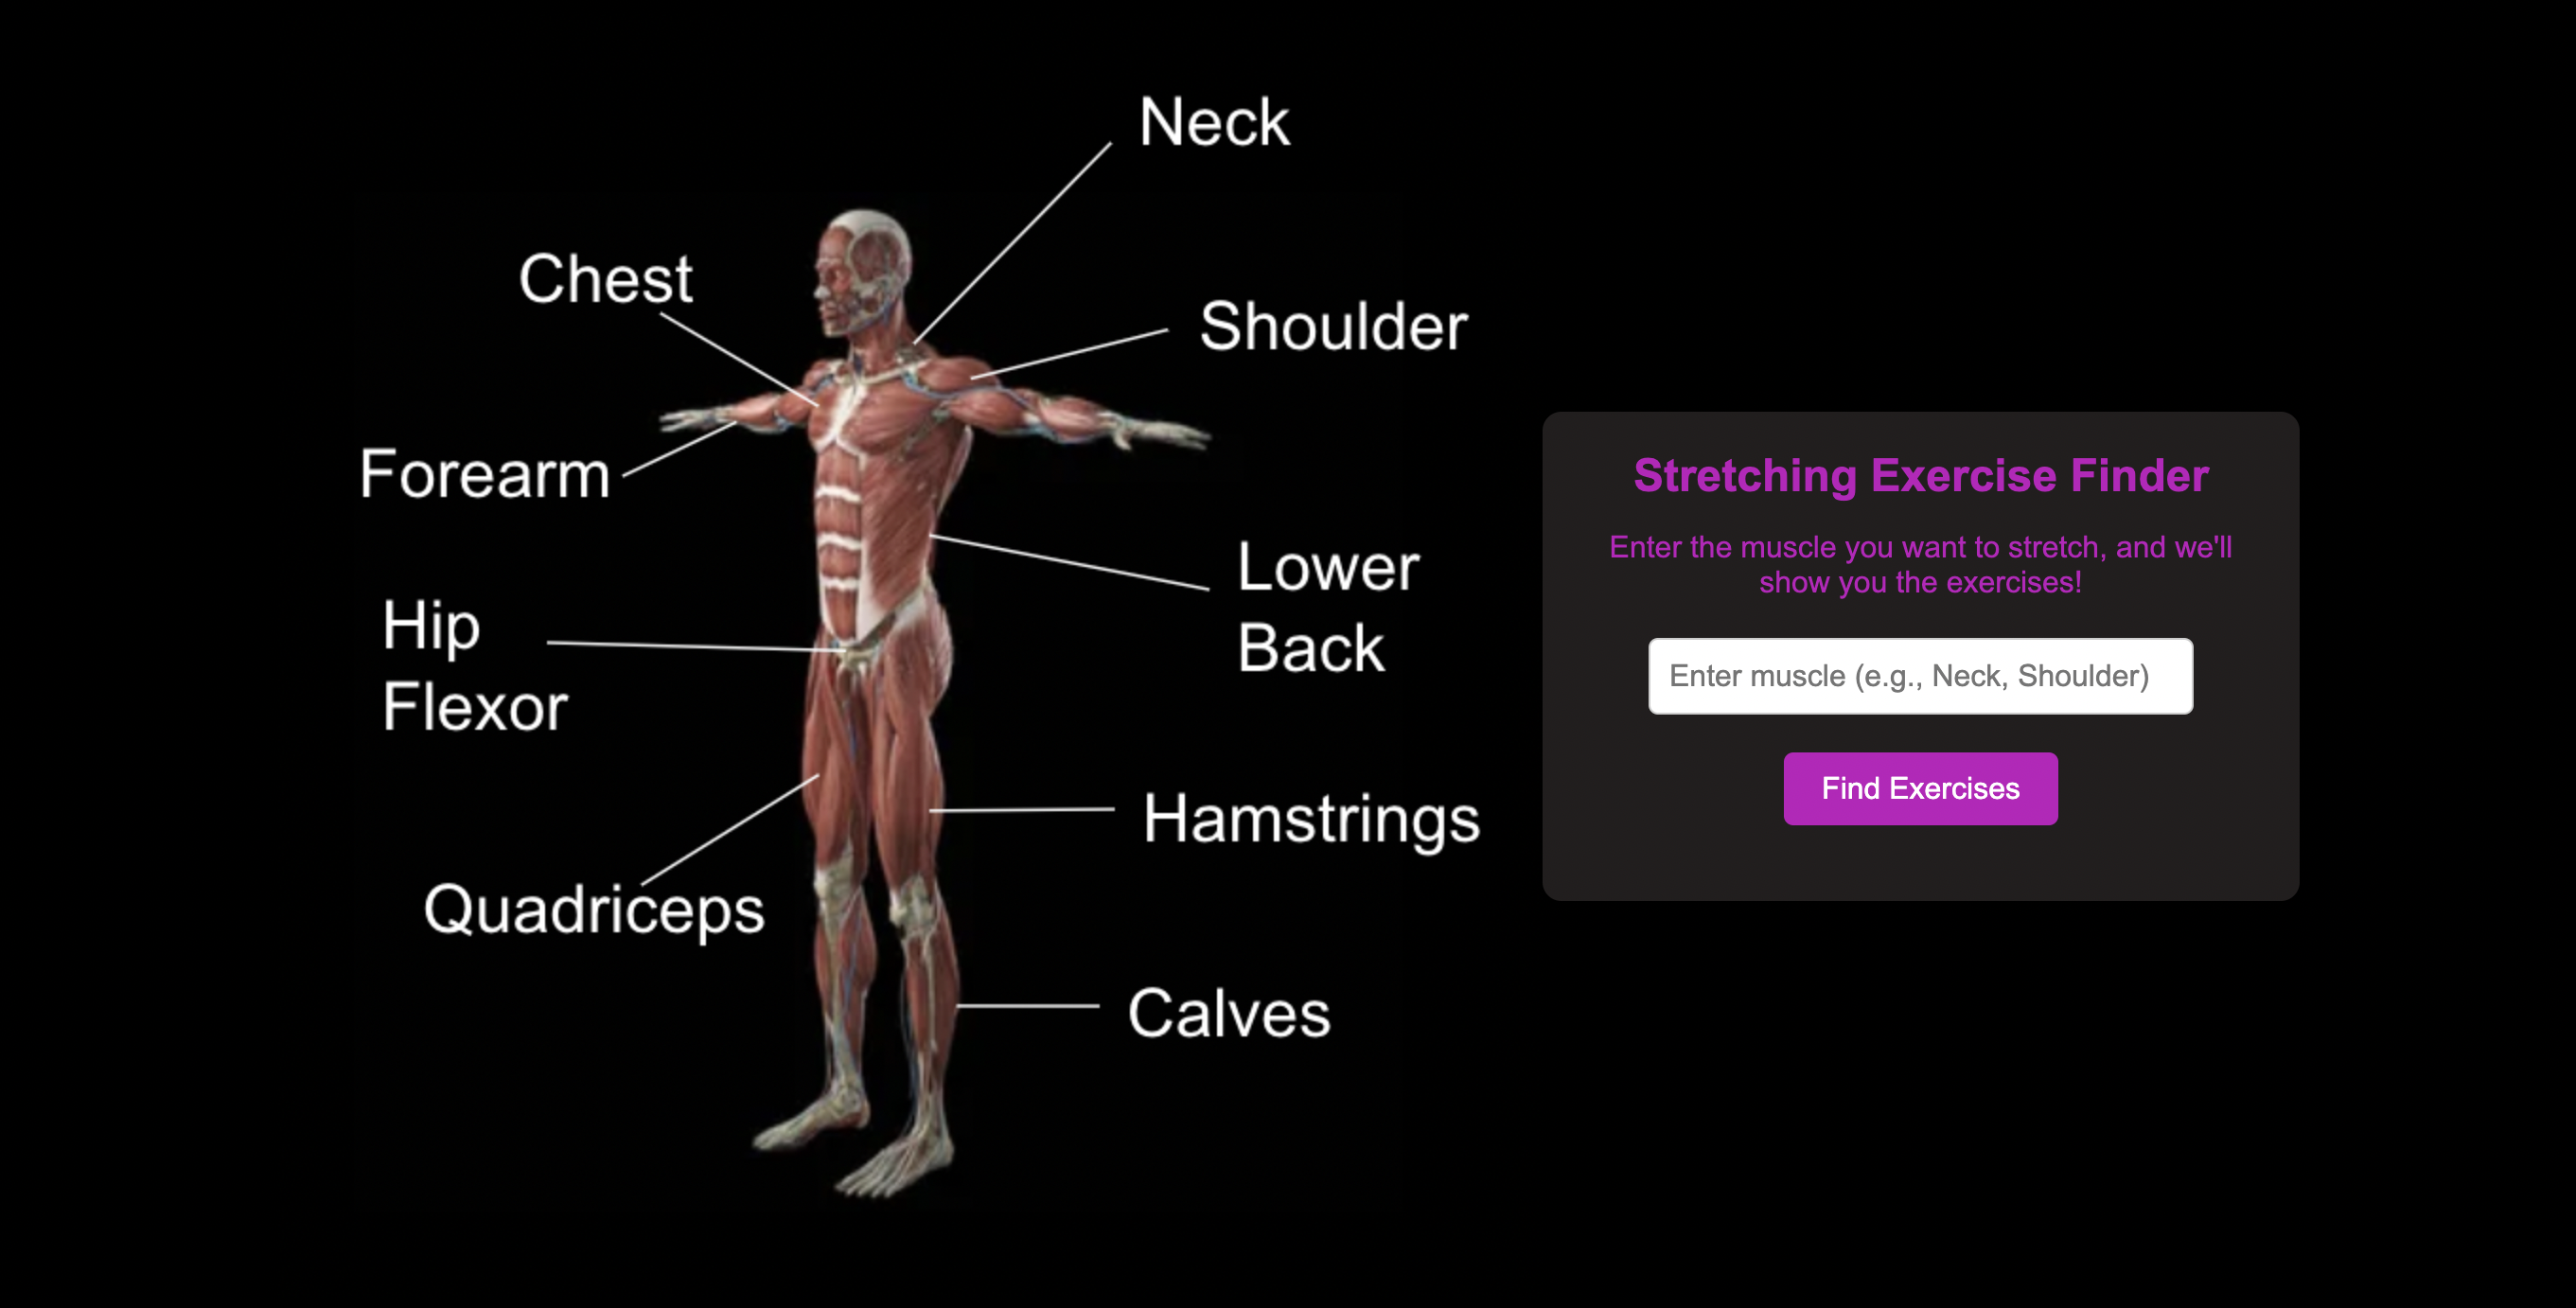 Neck
Chest
Shoulder
Forearm
Lower
Back
Hip
Flexor
Hamstrings
Quadriceps
Calves
Stretching Exercise Finder
Enter the muscle you want to stretch, and we'll
show you the exercises!
Enter muscle (e.g., Neck, Shoulder)
Find Exercises